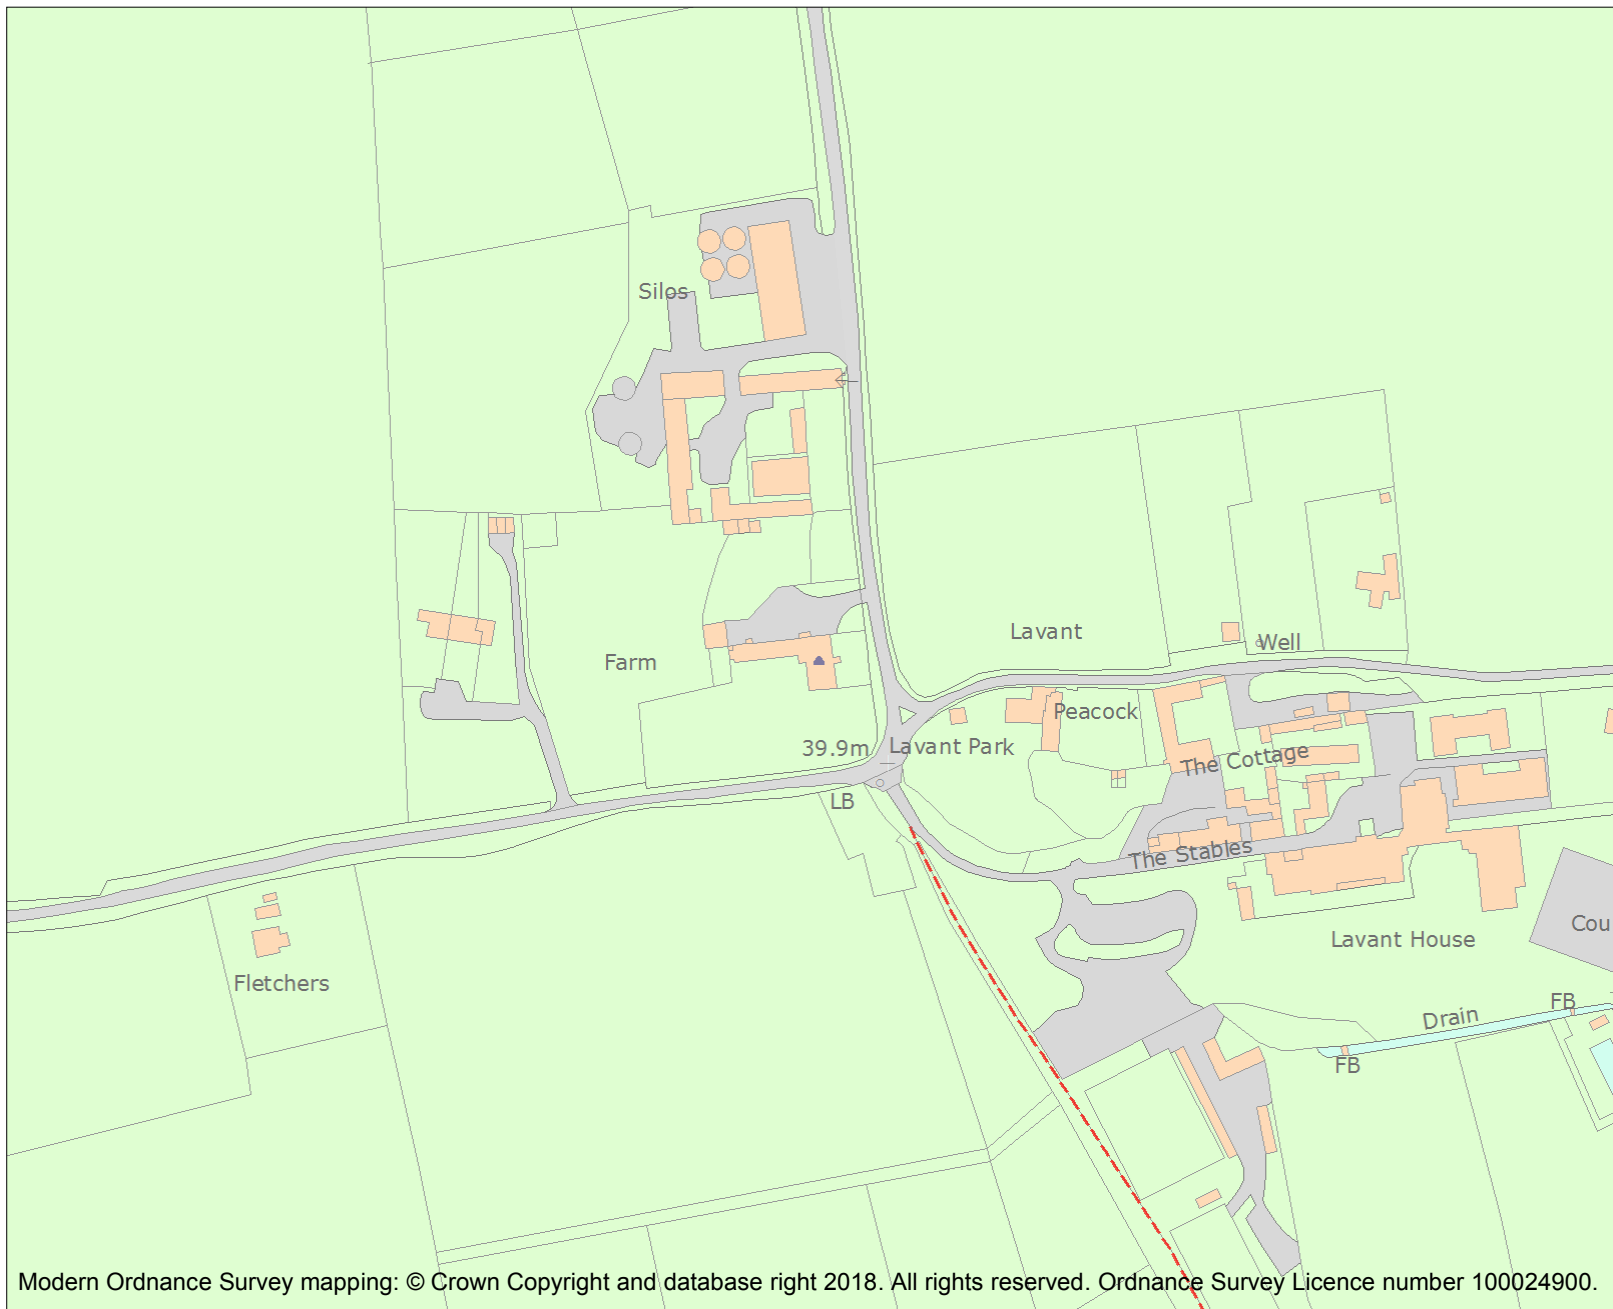 Silos
Lavant
Well
Farm
Peacock
39.9m
Lavant Park
The Cottage
LB
The Stables
Cou
Lavant House
Fletchers
FB
Drain
FB
Modern Ordnance Survey mapping: © Crown Copyright and database right 2018. All rights reserved. Ordnance Survey Licence number 100024900.